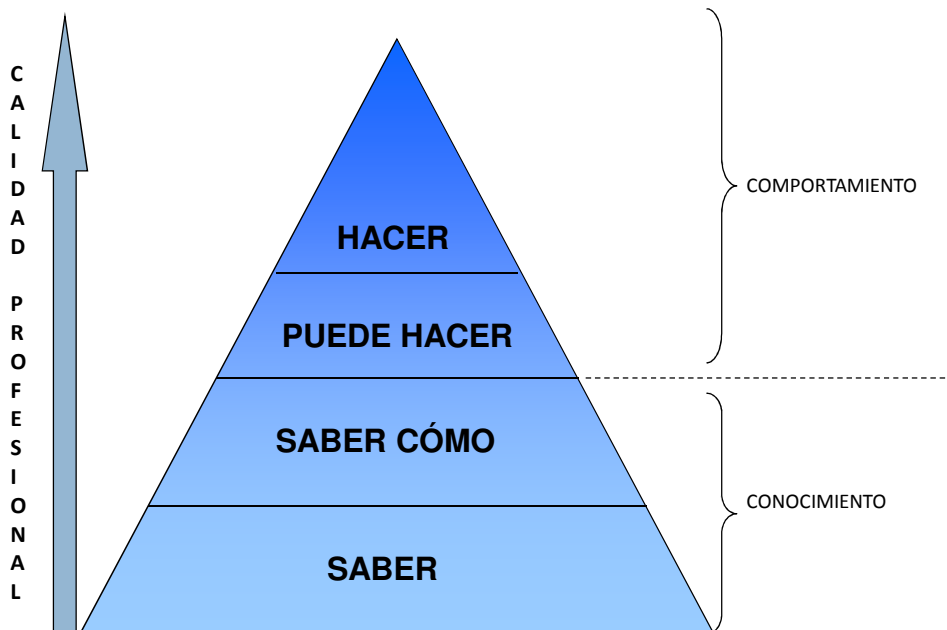 CALIDAD PROFESIONAL
HACER
PUEDE HACER
SABER CÓMO
SABER
COMPORTAMIENTO
CONOCIMIENTO